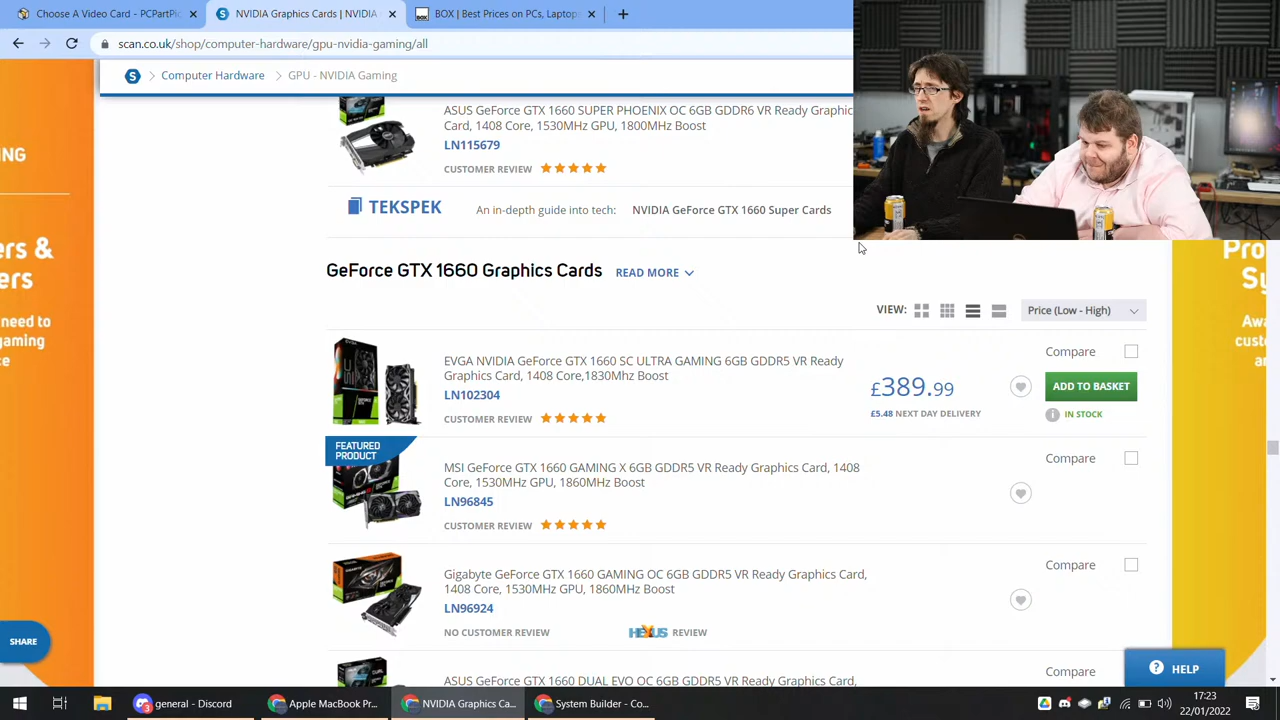 Choose A Video Card - PCPartPic
NVIDIA Graphics Cards | NVIDIA
BOX | Best Prices on PCs, Laptop
scan.co.uk/shop/computer-hardware/gpu-nvidia-gaming/all
S Computer Hardware GPU - NVIDIA Gaming
ASUS GeForce GTX 1660 SUPER PHOENIX OC 6GB GDDR6 VR Ready Graphic
Card, 1408 Core, 1530MHz GPU, 1800MHz Boost
LN115679
CUSTOMER REVIEW
TEKSPEK An in-depth guide into tech: NVIDIA GeForce GTX 1660 Super Cards
GeForce GTX 1660 Graphics Cards READ MORE
VIEW: Price (Low - High)
EVGA NVIDIA GeForce GTX 1660 SC ULTRA GAMING 6GB GDDR5 VR Ready
Graphics Card, 1408 Core,1830Mhz Boost
LN102304
CUSTOMER REVIEW
£389.99
£5.48 NEXT DAY DELIVERY
Compare
ADD TO BASKET
IN STOCK
FEATURED
PRODUCT
MSI GeForce GTX 1660 GAMING X 6GB GDDR5 VR Ready Graphics Card, 1408
Core, 1530MHz GPU, 1860MHz Boost
LN96845
CUSTOMER REVIEW
Compare
Gigabyte GeForce GTX 1660 GAMING OC 6GB GDDR5 VR Ready Graphics Card,
1408 Core, 1530MHz GPU, 1860MHz Boost
LN96924
NO CUSTOMER REVIEW HEXUS REVIEW
Compare
ASUS GeForce GTX 1660 DUAL EVO OC 6GB GDDR5 VR Ready Graphics Card,
Compare
NG
ers &
ers
need to
gaming
ce
SHARE
Pro
Sy
Awa
cust
an
? HELP
general - Discord
Apple MacBook Pr...
NVIDIA Graphics Ca...
System Builder - Co...
17:23
22/01/2022